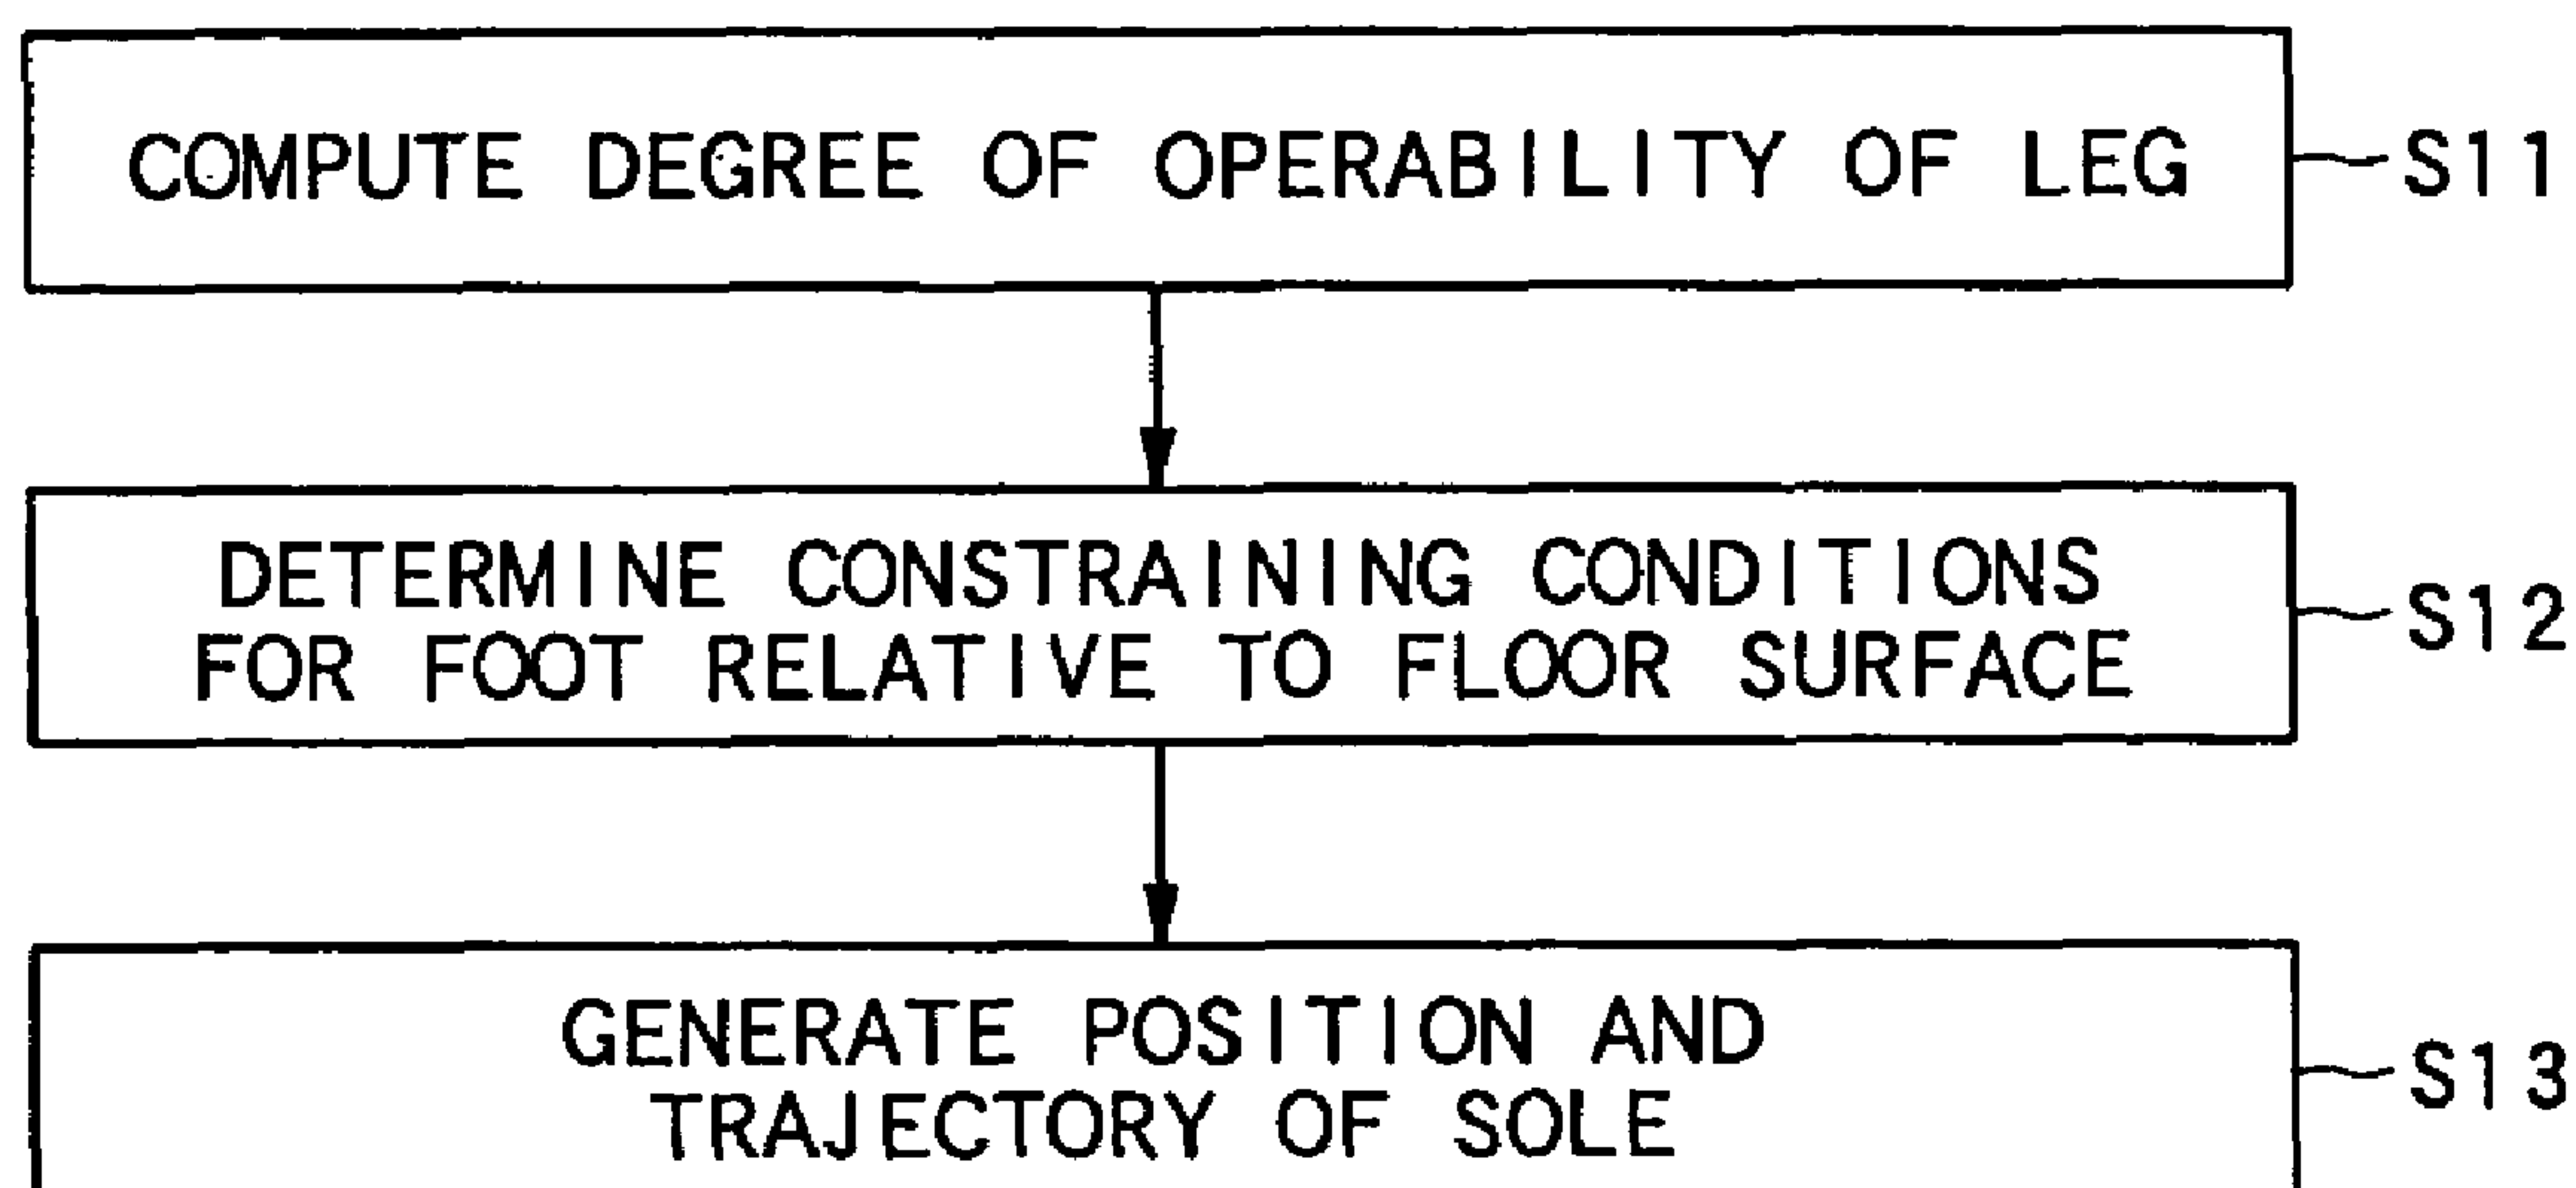 COMPUTE DEGREE OF OPERABILITY OF LEG
S11
DETERMINE CONSTRAINING CONDITIONS
FOR FOOT RELATIVE TO FLOOR SURFACE
S12
GENERATE POSITION AND
TRAJECTORY OF SOLE
S13